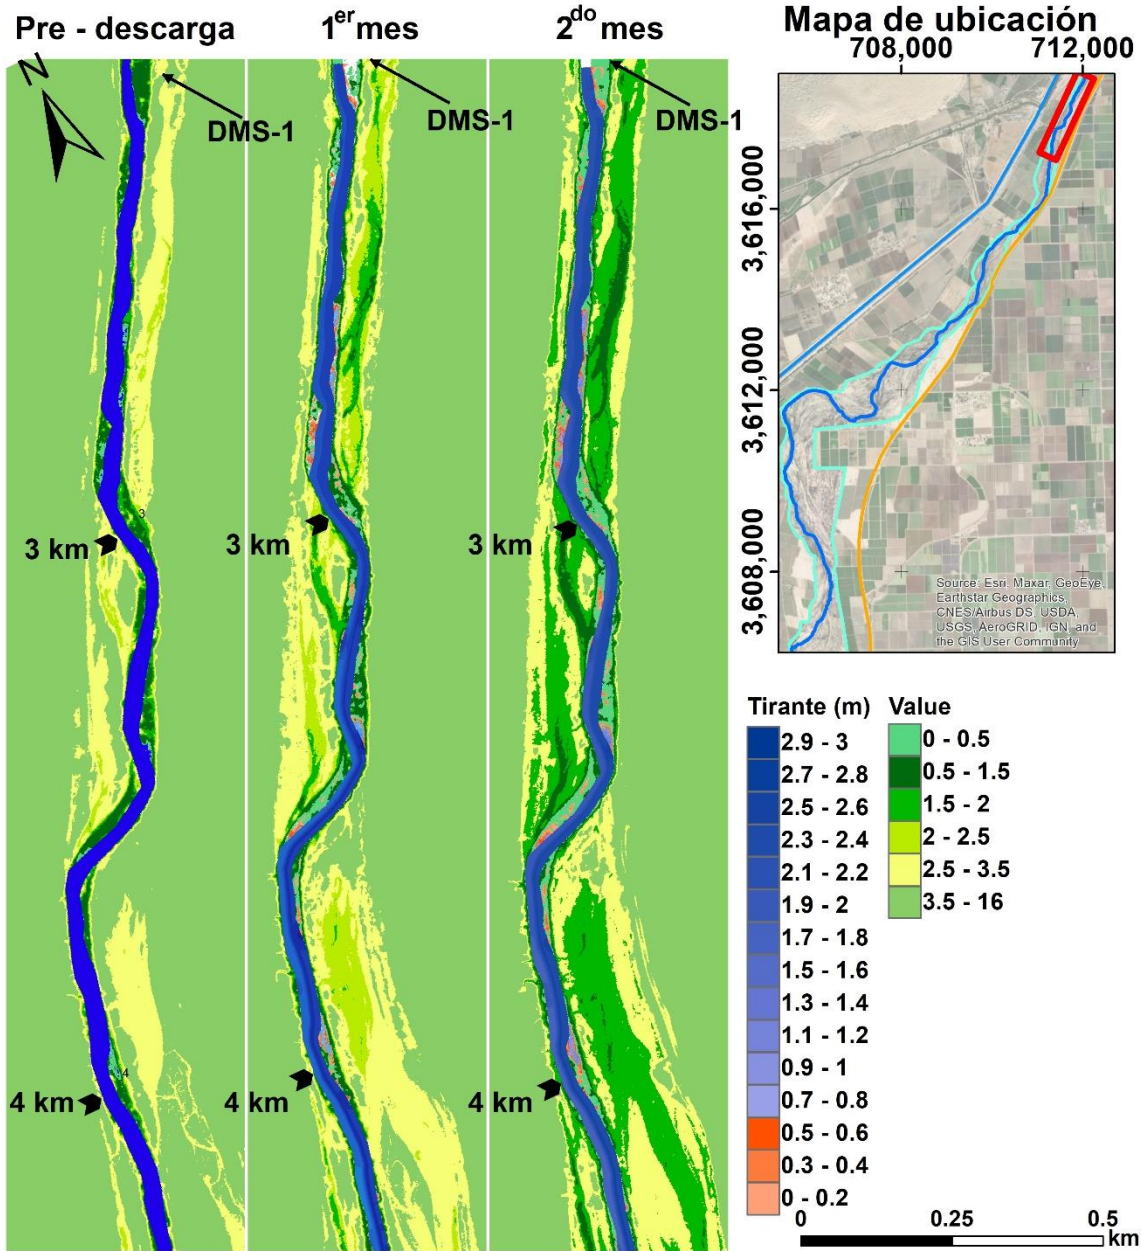 Pre - descarga
1er mes
2do mes
N
DMS-1
DMS-1
DMS-1
3
3 km
3 km
3 km
4
4 km
4 km
4 km
Mapa de ubicación
708,000
712,000
3,616,000
3,612,000
3,608,000
Source: Esri, Maxar, GeoEye,
Earthstar Geographics,
CNES/Airbus DS, USDA,
USGS, AeroGRID, IGN, and
the GIS User Community
Tirante (m)
2.9 - 3
2.7 - 2.8
2.5 - 2.6
2.3 - 2.4
2.1 - 2.2
1.9 - 2
1.7 - 1.8
1.5 - 1.6
1.3 - 1.4
1.1 - 1.2
0.9 - 1
0.7 - 0.8
0.5 - 0.6
0.3 - 0.4
0 - 0.2
Value
0 - 0.5
0.5 - 1.5
1.5 - 2
2 - 2.5
2.5 - 3.5
3.5 - 16
0
0.25
0.5
km